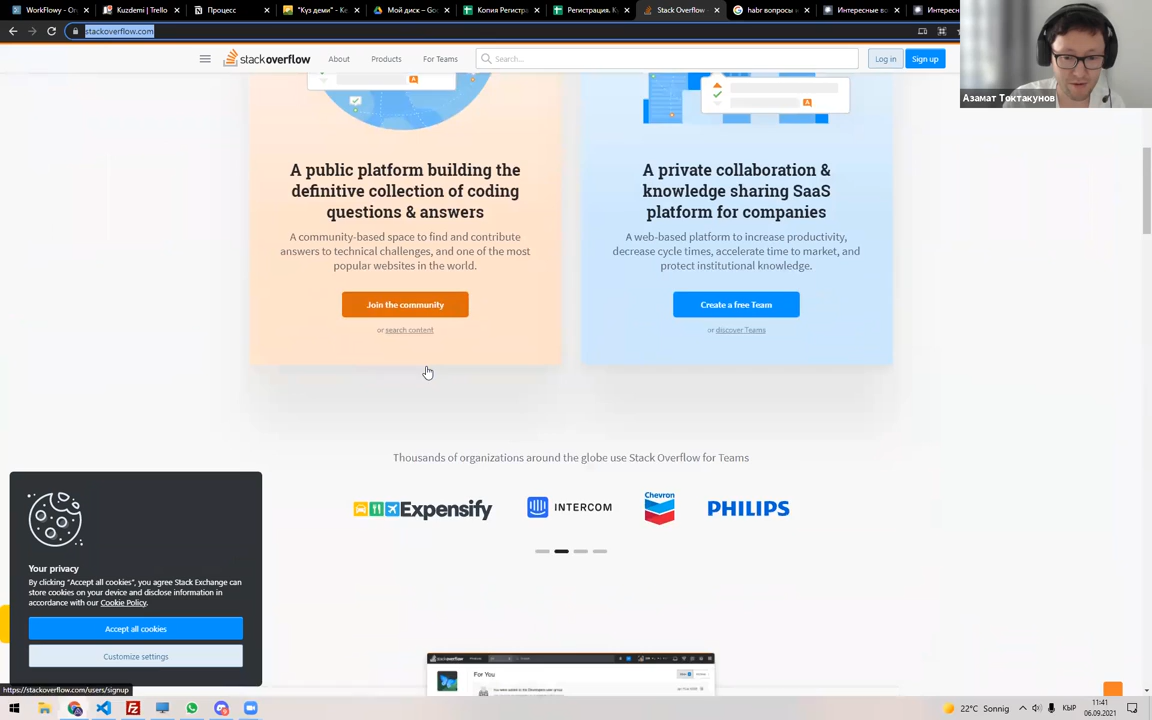 WorkFlowy - Or
Kuzdemi | Trello
Процесс
"Куз деми" - Ke
Мой диск – Goo
Копия Регистра
Регистрация. Ку
Stack Overflow -
habr вопросы и
Интересные во
Интересн
stackoverflow.com
stackoverflow
About
Products
For Teams
Search...
Log in
Sign up
Азамат Токтакунов
A public platform building the
definitive collection of coding
questions & answers
A community-based space to find and contribute
answers to technical challenges, and one of the most
popular websites in the world.
Join the community
or search content
A private collaboration &
knowledge sharing SaaS
platform for companies
A web-based platform to increase productivity,
decrease cycle times, accelerate time to market, and
protect institutional knowledge.
Create a free Team
or discover Teams
Thousands of organizations around the globe use Stack Overflow for Teams
Expensify
INTERCOM
Chevron
PHILIPS
Your privacy
By clicking "Accept all cookies", you agree Stack Exchange can
store cookies on your device and disclose information in
accordance with our Cookie Policy.
Accept all cookies
Customize settings
stackoverflow
For You
https://stackoverflow.com/users/signup
22°C Sonnig
КЫР
11:41
06.09.2021